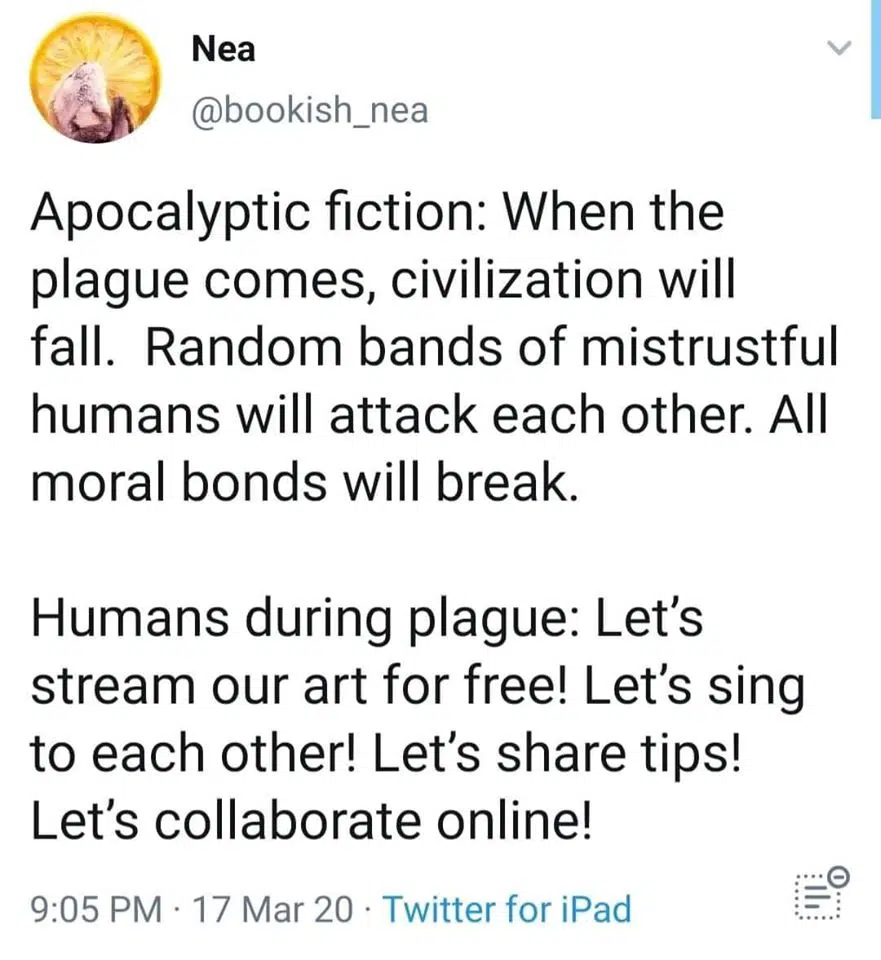 Nea
@bookish_nea
Apocalyptic fiction: When the
plague comes, civilization will
fall.  Random bands of mistrustful
humans will attack each other. All
moral bonds will break.
Humans during plague: Let’s
stream our art for free! Let’s sing
to each other! Let’s share tips!
Let’s collaborate online!
9:05 PM · 17 Mar 20 · Twitter for iPad